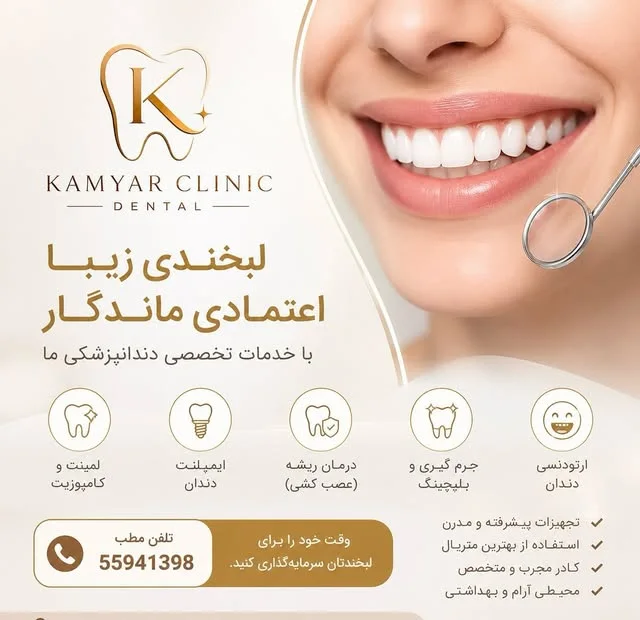 K
KAMYAR CLINIC
DENTAL
لبخندی زیبا
اعتمادی ماندگار
با خدمات تخصصی دندانپزشکی ما
ارتودنسی
دندان
جرم گیری و
بلیچینگ
درمان ریشه
(عصب کشی)
ایمپلنت
دندان
لمینت و
کامپوزیت
تجهیزات پیشرفته و مدرن
استفاده از بهترین متریال
کادر مجرب و متخصص
محیطی آرام و بهداشتی
وقت خود را برای
لبخندتان سرمایه‌گذاری کنید.
تلفن مطب
55941398